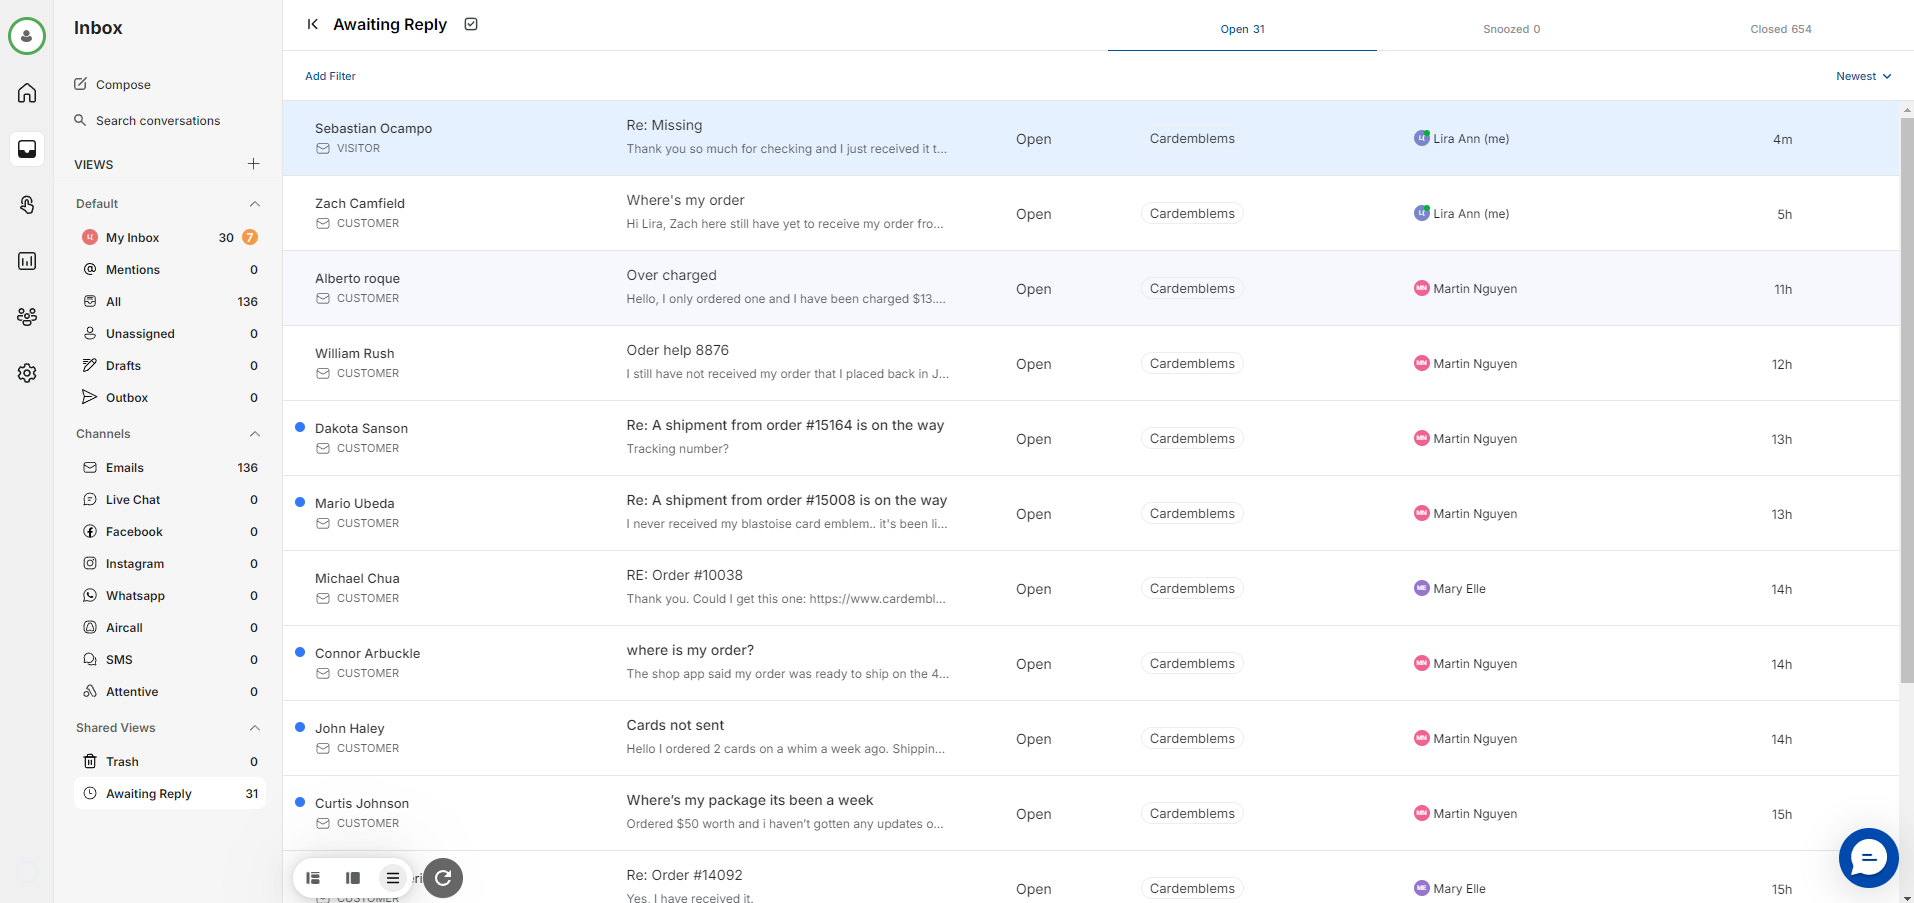 Inbox
Compose
Search conversations
VIEWS
Default
My Inbox 30 7
Mentions 0
All 136
Unassigned 0
Drafts 0
Outbox 0
Channels
Emails 136
Live Chat 0
Facebook 0
Instagram 0
Whatsapp 0
Aircall 0
SMS 0
Attentive 0
Shared Views
Trash 0
Awaiting Reply 31
Awaiting Reply
Open 31 Snoozed 0 Closed 654
Add Filter Newest
Sebastian Ocampo
VISITOR
Re: Missing
Thank you so much for checking and I just received it t...
Open Cardemblems Lira Ann (me) 4m
Zach Camfield
CUSTOMER
Where's my order
Hi Lira, Zach here still have yet to receive my order fro...
Open Cardemblems Lira Ann (me) 5h
Alberto roque
CUSTOMER
Over charged
Hello, I only ordered one and I have been charged $13....
Open Cardemblems MN Martin Nguyen 11h
William Rush
CUSTOMER
Oder help 8876
I still have not received my order that I placed back in J...
Open Cardemblems MN Martin Nguyen 12h
Dakota Sanson
CUSTOMER
Re: A shipment from order #15164 is on the way
Tracking number?
Open Cardemblems MN Martin Nguyen 13h
Mario Ubeda
CUSTOMER
Re: A shipment from order #15008 is on the way
I never received my blastoise card emblem.. it's been li...
Open Cardemblems MN Martin Nguyen 13h
Michael Chua
CUSTOMER
RE: Order #10038
Thank you. Could I get this one: https://www.cardembl...
Open Cardemblems ME Mary Elle 14h
Connor Arbuckle
CUSTOMER
where is my order?
The shop app said my order was ready to ship on the 4...
Open Cardemblems MN Martin Nguyen 14h
John Haley
CUSTOMER
Cards not sent
Hello I ordered 2 cards on a whim a week ago. Shippin...
Open Cardemblems MN Martin Nguyen 14h
Curtis Johnson
CUSTOMER
Where’s my package its been a week
Ordered $50 worth and i haven’t gotten any updates o...
Open Cardemblems MN Martin Nguyen 15h
CUSTOMER
Re: Order #14092
Yes, I have received it.
Open Cardemblems ME Mary Elle 15h